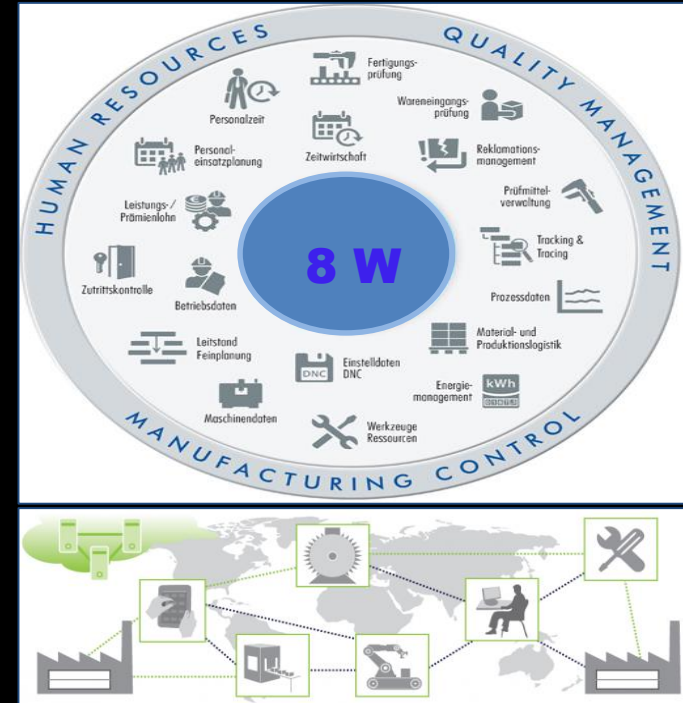 HUMAN RESOURCES
QUALITY MANAGEMENT
MANUFACTURING CONTROL
Fertigungs-
prüfung
Personalzeit
Wareneingangs-
prüfung
Zeitwirtschaft
Personal-
einsatzplanung
Reklamations-
management
Leistungs-/
Prämienlohn
Prüfmittel-
verwaltung
8 W
Tracking &
Tracing
Zutrittskontrolle
Betriebsdaten
Prozessdaten
Leitstand
Feinplanung
Material- und
Produktionslogistik
DNC
Einstelldaten
DNC
Maschinendaten
Energie-
management
kWh
Werkzeuge
Ressourcen